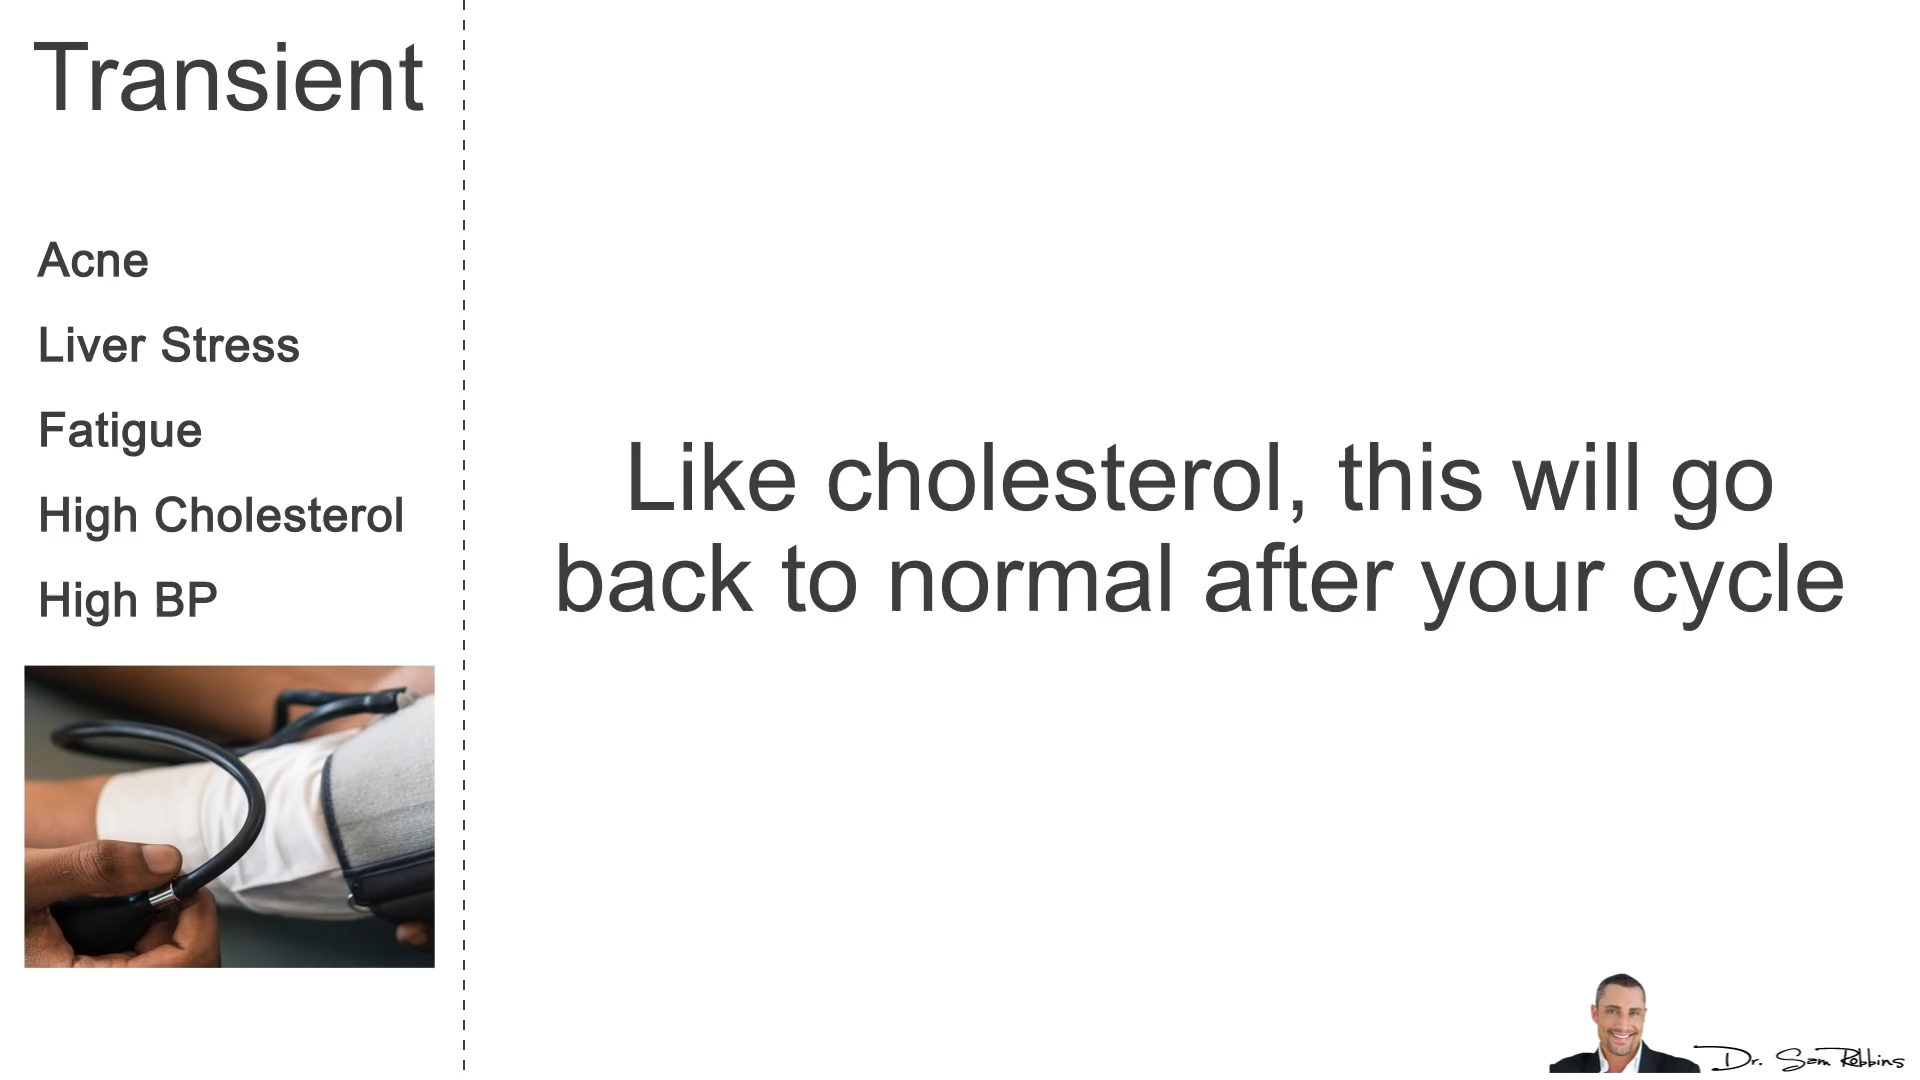 Transient
Acne
Liver Stress
Fatigue
High Cholesterol
High BP
Like cholesterol, this will go
back to normal after your cycle
Dr. Sam Robbins